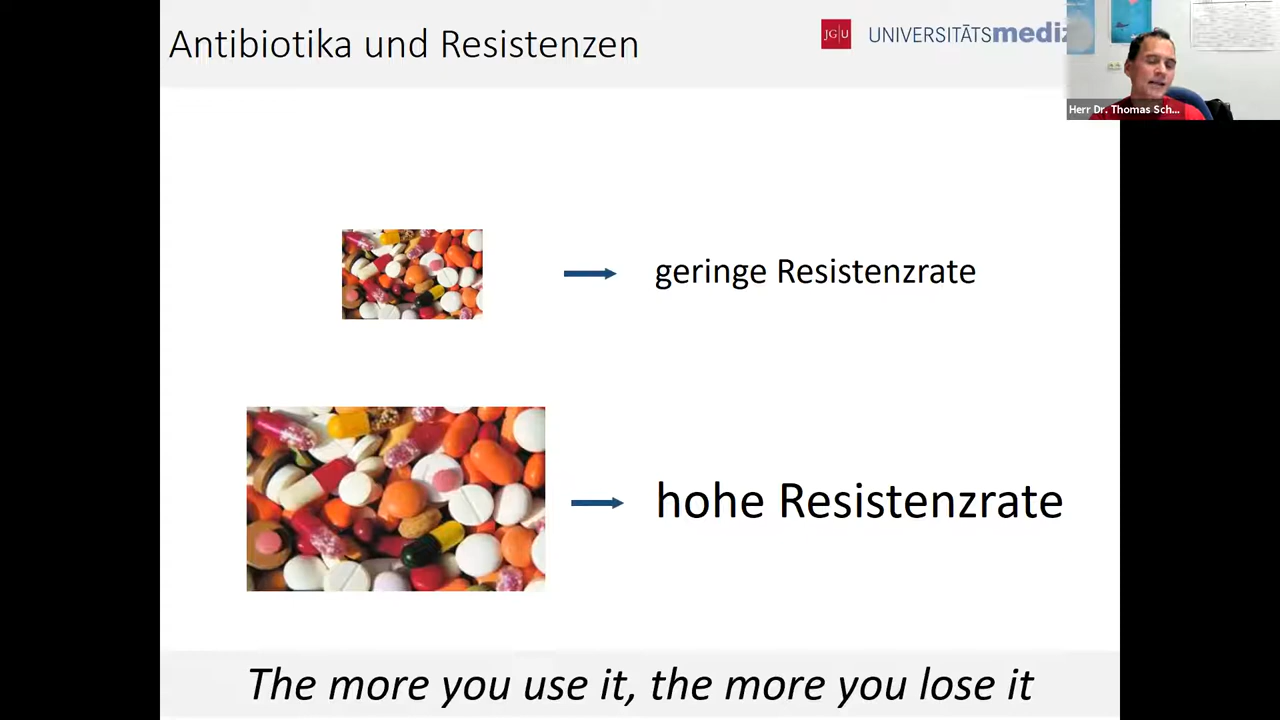 Antibiotika und Resistenzen
JG|U UNIVERSITÄTSmediz
Herr Dr. Thomas Sch...
geringe Resistenzrate
hohe Resistenzrate
The more you use it, the more you lose it